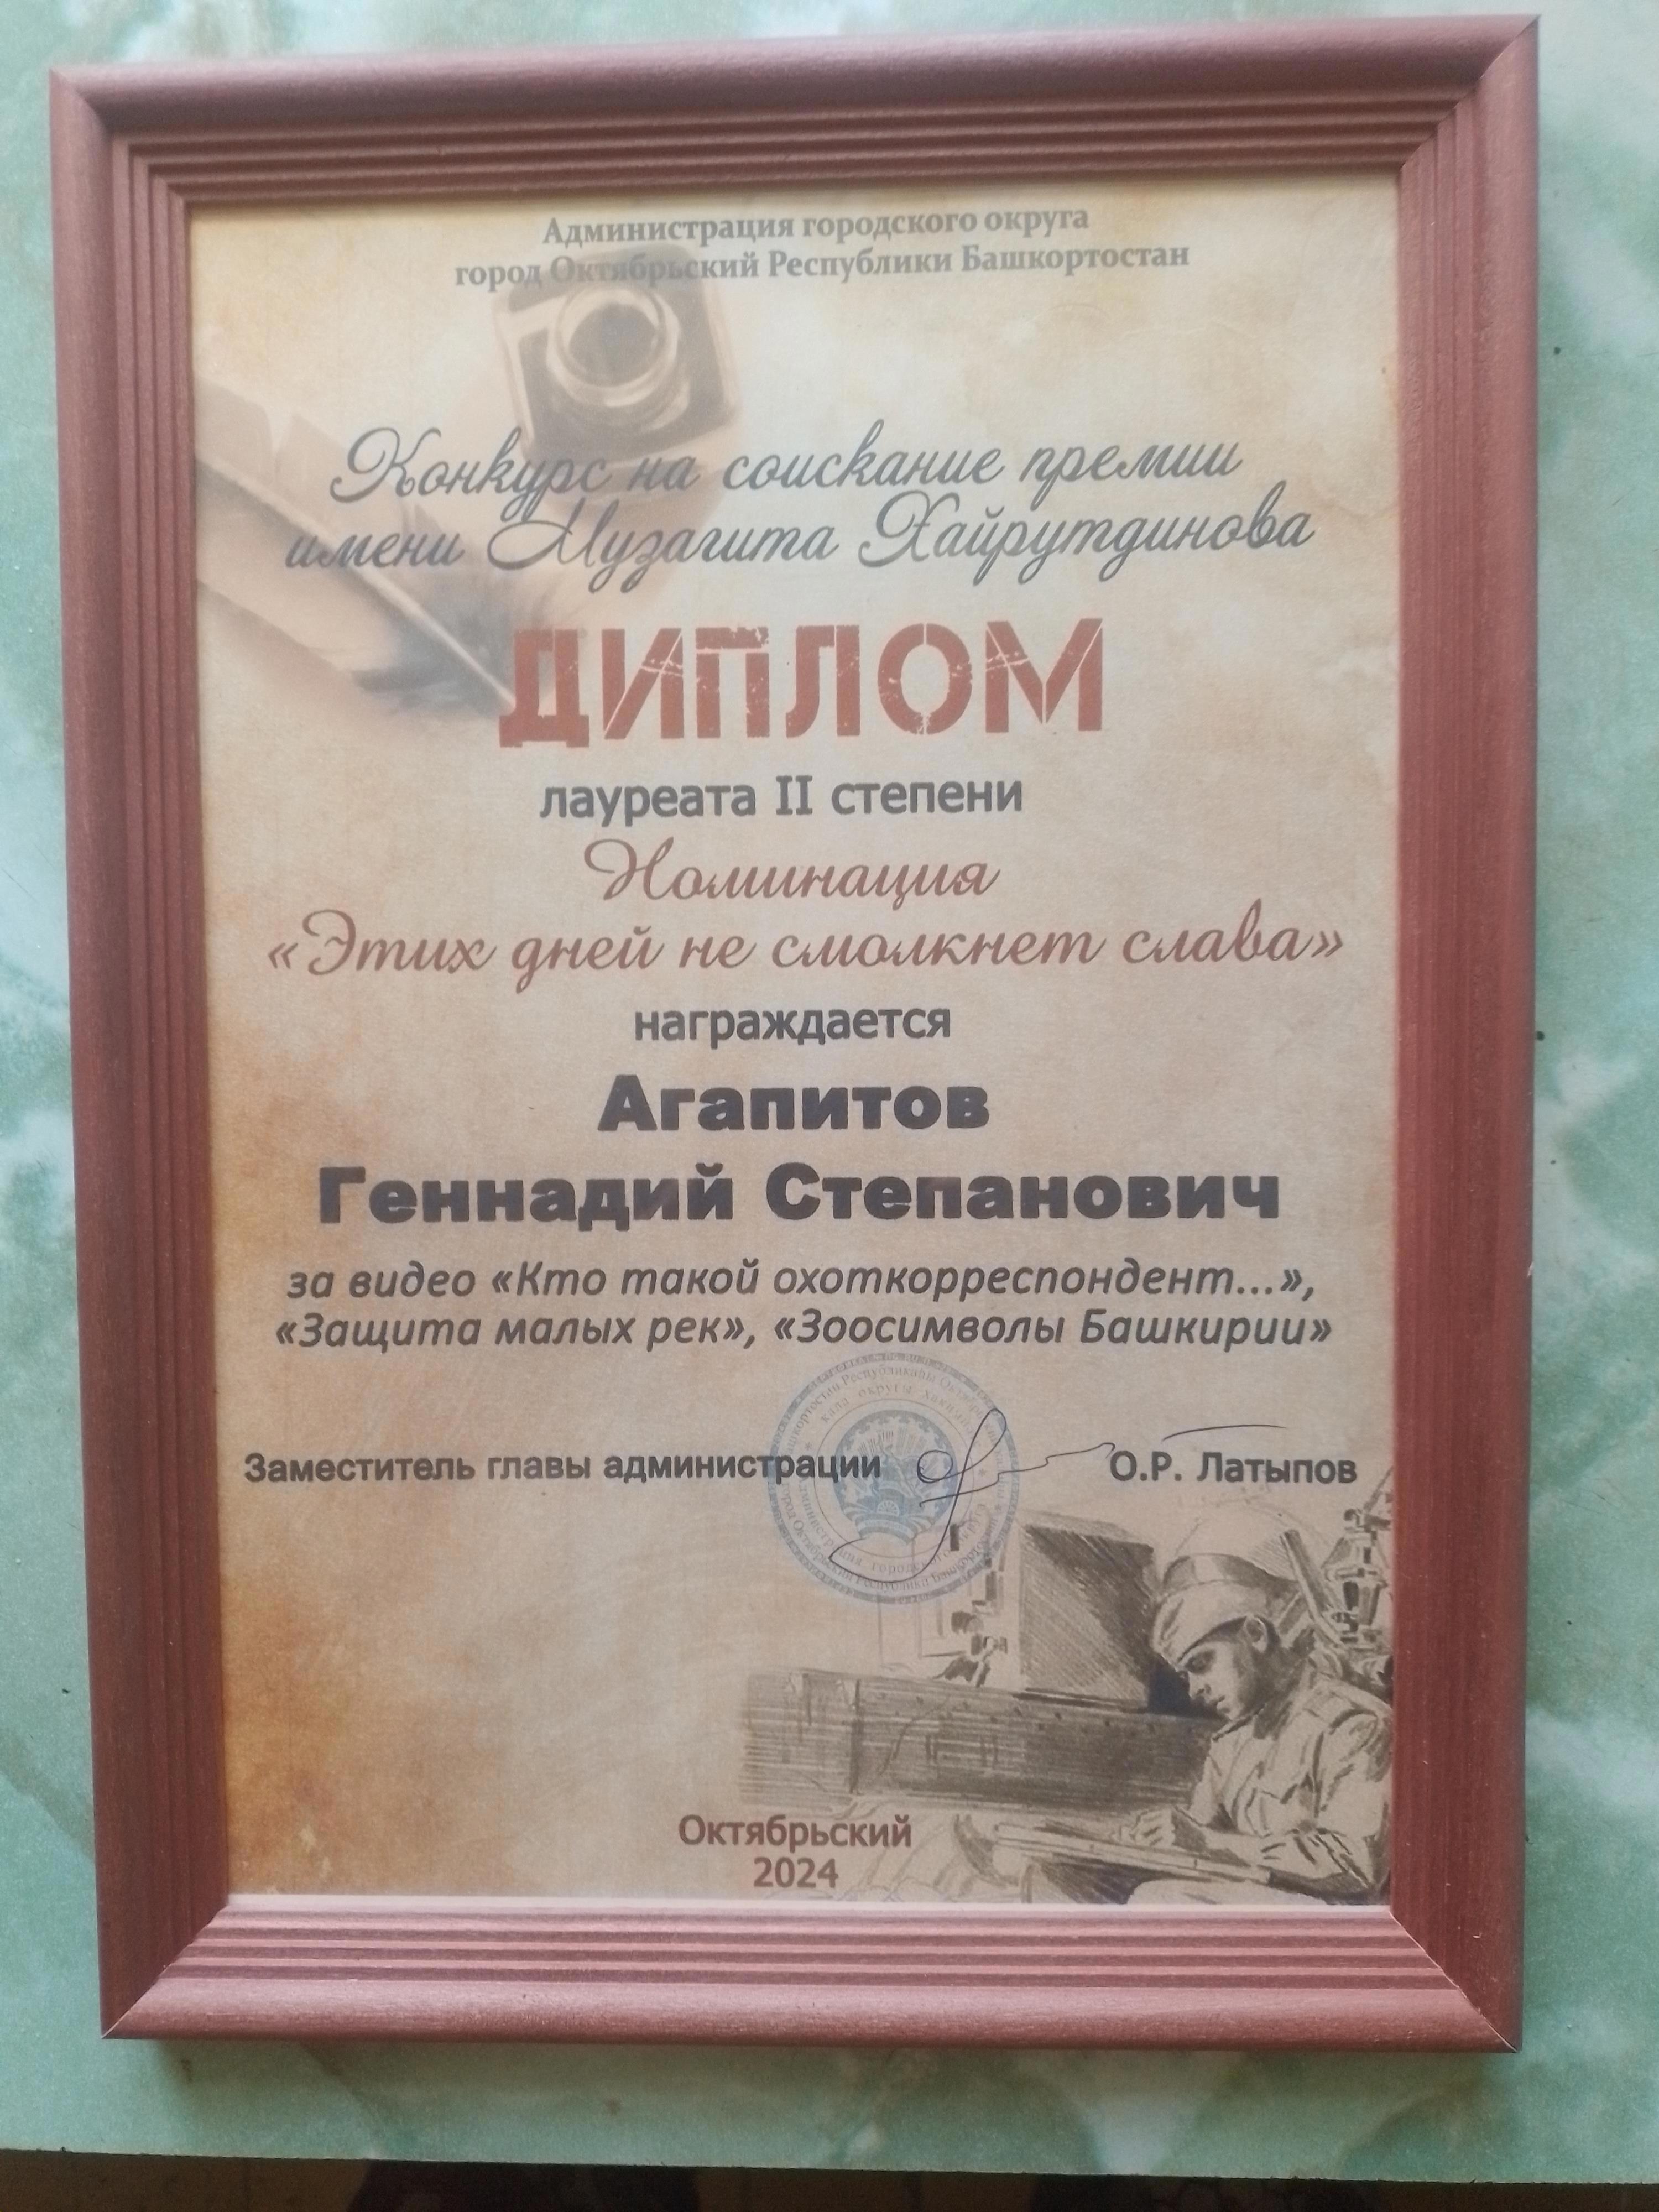 Администрация городского округа
город Октябрьский Республики Башкортостан
Конкурс на соискание премии
имени Музагита Хайрутдинова
ДИПЛОМ
лауреата II степени
Номинация
«Этих дней не смолкнет слава»
награждается
Агапитов
Геннадий Степанович
за видео «Кто такой охоткорреспондент...»,
«Защита малых рек», «Зоосимволы Башкирии»
Заместитель главы администрации О.Р. Латыпов
Октябрьский
2024